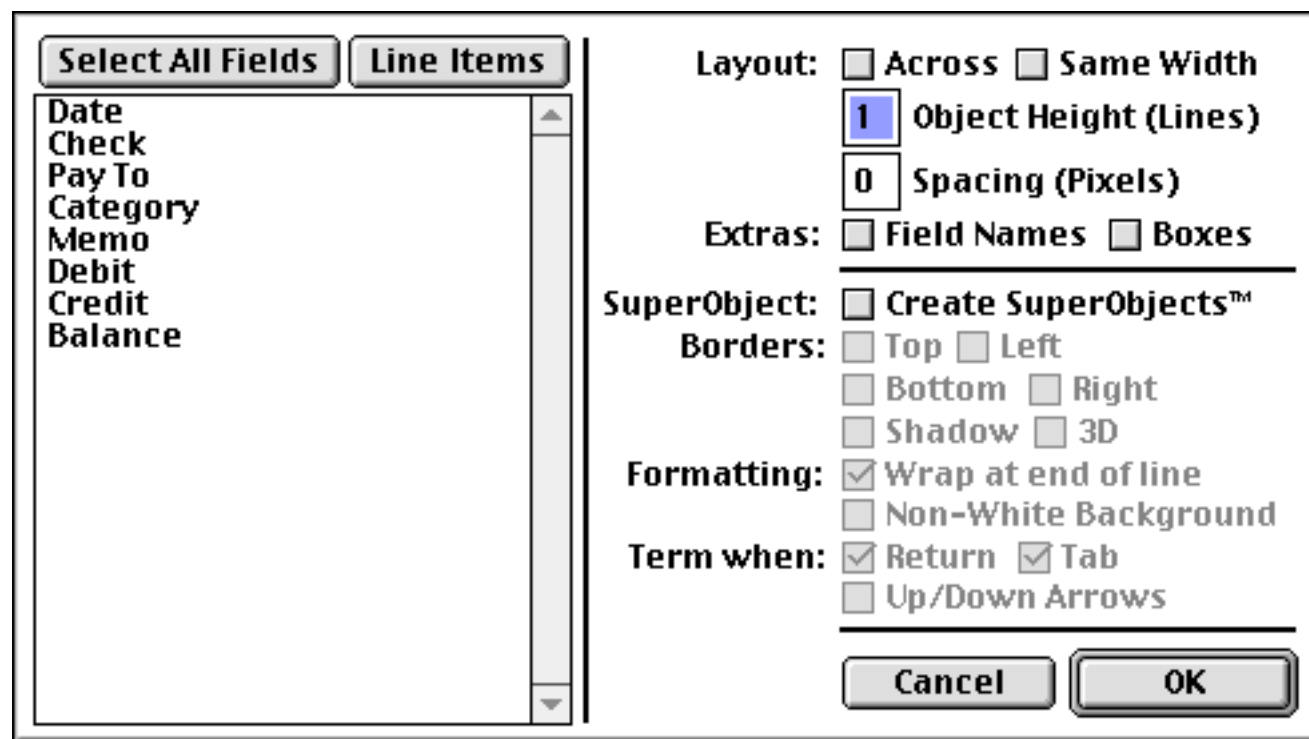 Select All Fields Line Items
Date
Check
Pay To
Category
Memo
Debit
Credit
Balance
Layout: Across Same Width
1 Object Height (Lines)
0 Spacing (Pixels)
Extras: Field Names Boxes
SuperObject: Create SuperObjects™
Borders: Top Left
Bottom Right
Shadow 3D
Formatting: Wrap at end of line
Non-White Background
Term when: Return Tab
Up/Down Arrows
Cancel OK